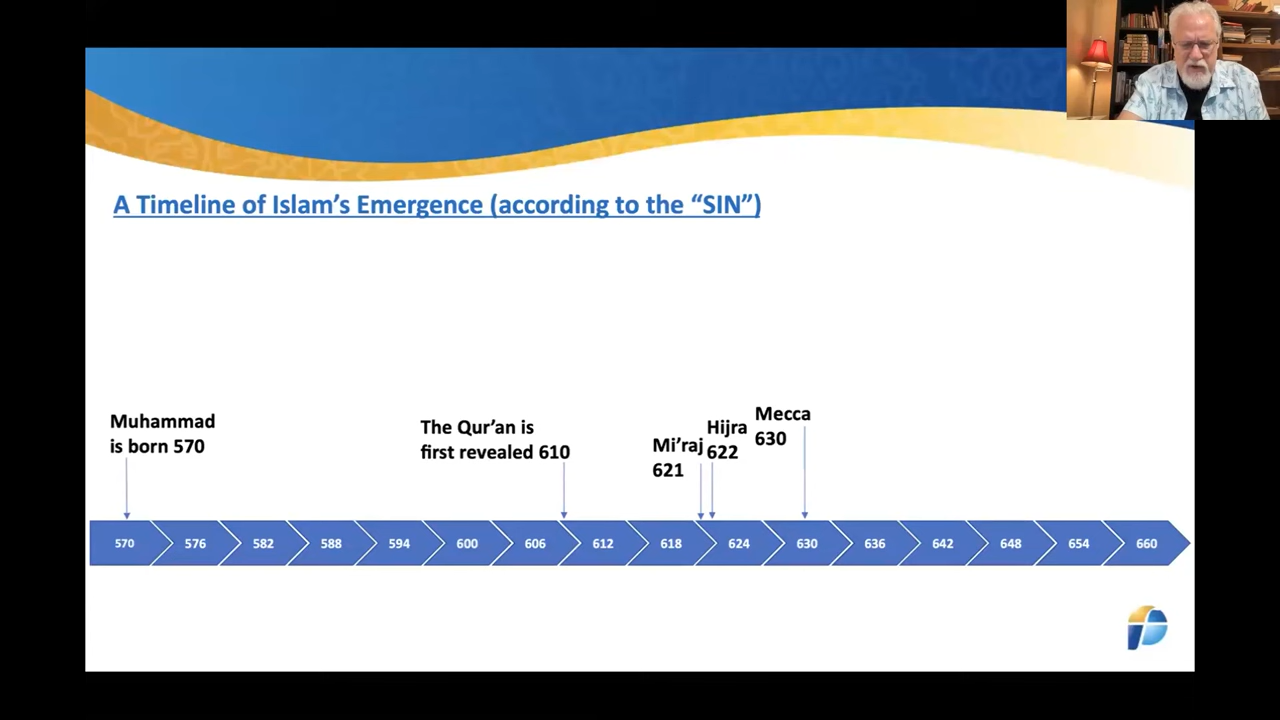 A Timeline of Islam's Emergence (according to the “SIN”)
Muhammad
is born 570
The Qur'an is
first revealed 610
Mi'raj
621
Hijra
622
Mecca
630
570 576 582 588 594 600 606 612 618 624 630 636 642 648 654 660